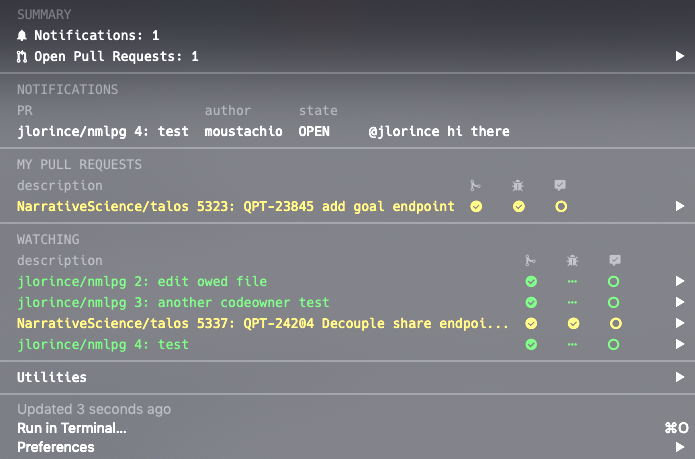 SUMMARY
Notifications: 1
Open Pull Requests: 1
NOTIFICATIONS
PR author state
jlorince/nmlpg 4: test moustachio OPEN @jlorince hi there
MY PULL REQUESTS
description
NarrativeScience/talos 5323: QPT-23845 add goal endpoint
WATCHING
description
jlorince/nmlpg 2: edit owed file
jlorince/nmlpg 3: another codeowner test
NarrativeScience/talos 5337: QPT-24204 Decouple share endpoi...
jlorince/nmlpg 4: test
Utilities
Updated 3 seconds ago
Run in Terminal... ⌘O
Preferences